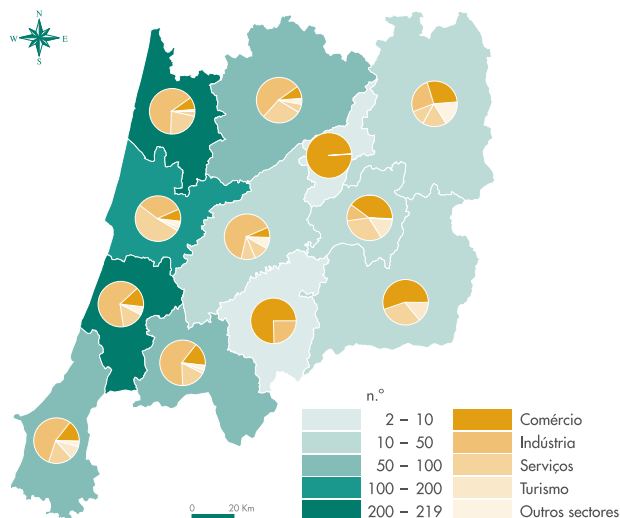 N
W E
S
n.º
2 – 10 Comércio
10 – 50 Indústria
50 – 100 Serviços
100 – 200 Turismo
200 – 219 Outros sectores
0 20 Km